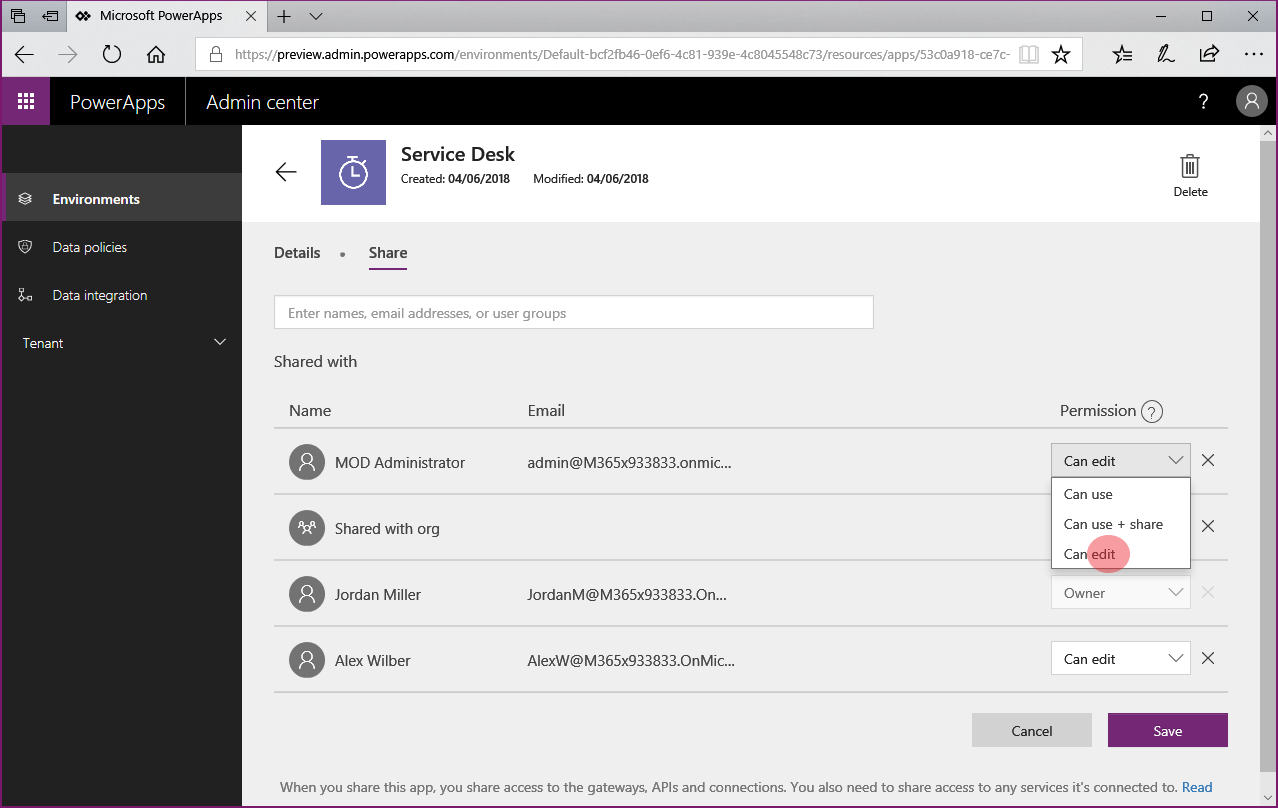 Microsoft PowerApps
https://preview.admin.powerapps.com/environments/Default-bcf2fb46-0ef6-4c81-939e-4c8045548c73/resources/apps/53c0a918-ce7c-
PowerApps
Admin center
?
Environments
Data policies
Data integration
Tenant
Service Desk
Created: 04/06/2018 Modified: 04/06/2018
Delete
Details • Share
Enter names, email addresses, or user groups
Shared with
Name Email Permission ?
MOD Administrator admin@M365x933833.onmic... Can edit
Can use
Can use + share
Can edit
Shared with org
Jordan Miller JordanM@M365x933833.On... Owner
Alex Wilber AlexW@M365x933833.OnMic... Can edit
Cancel Save
When you share this app, you share access to the gateways, APIs and connections. You also need to share access to any services it's connected to. Read